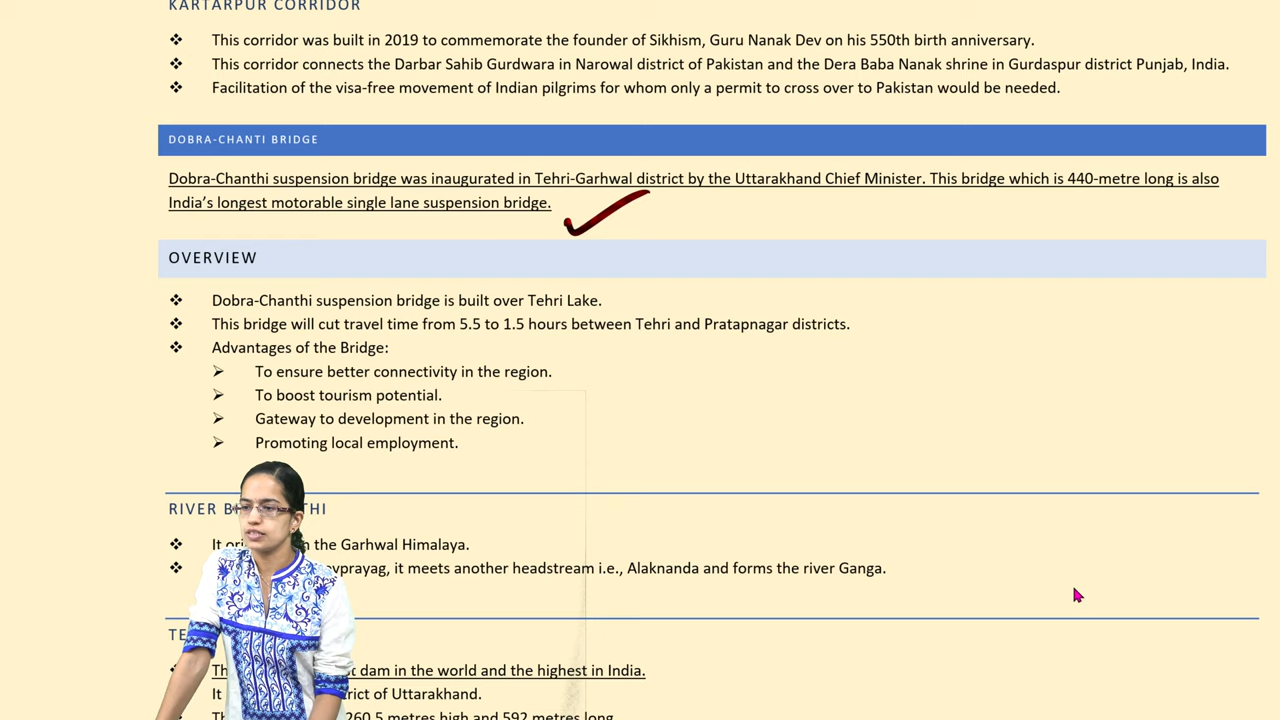 KARTARPUR CORRIDOR
❖ This corridor was built in 2019 to commemorate the founder of Sikhism, Guru Nanak Dev on his 550th birth anniversary.
❖ This corridor connects the Darbar Sahib Gurdwara in Narowal district of Pakistan and the Dera Baba Nanak shrine in Gurdaspur district Punjab, India.
❖ Facilitation of the visa-free movement of Indian pilgrims for whom only a permit to cross over to Pakistan would be needed.
DOBRA-CHANTI BRIDGE
Dobra-Chanthi suspension bridge was inaugurated in Tehri-Garhwal district by the Uttarakhand Chief Minister. This bridge which is 440-metre long is also
India’s longest motorable single lane suspension bridge.
OVERVIEW
❖ Dobra-Chanthi suspension bridge is built over Tehri Lake.
❖ This bridge will cut travel time from 5.5 to 1.5 hours between Tehri and Pratapnagar districts.
❖ Advantages of the Bridge:
➢ To ensure better connectivity in the region.
➢ To boost tourism potential.
➢ Gateway to development in the region.
➢ Promoting local employment.
RIVER
❖ It the Garhwal Himalaya.
❖ it meets another headstream i.e., Alaknanda and forms the river Ganga.
dam in the world and the highest in India.
It of Uttarakhand.
260.5 metres high and 592 metres long